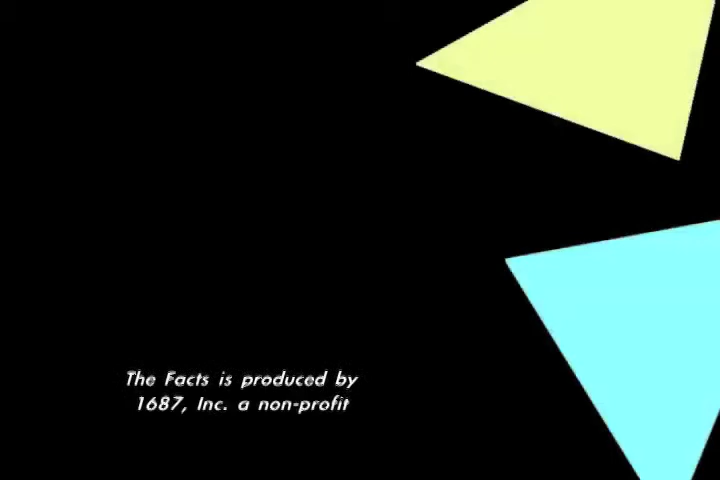 The Facts is produced by
1687, Inc. a non-profit